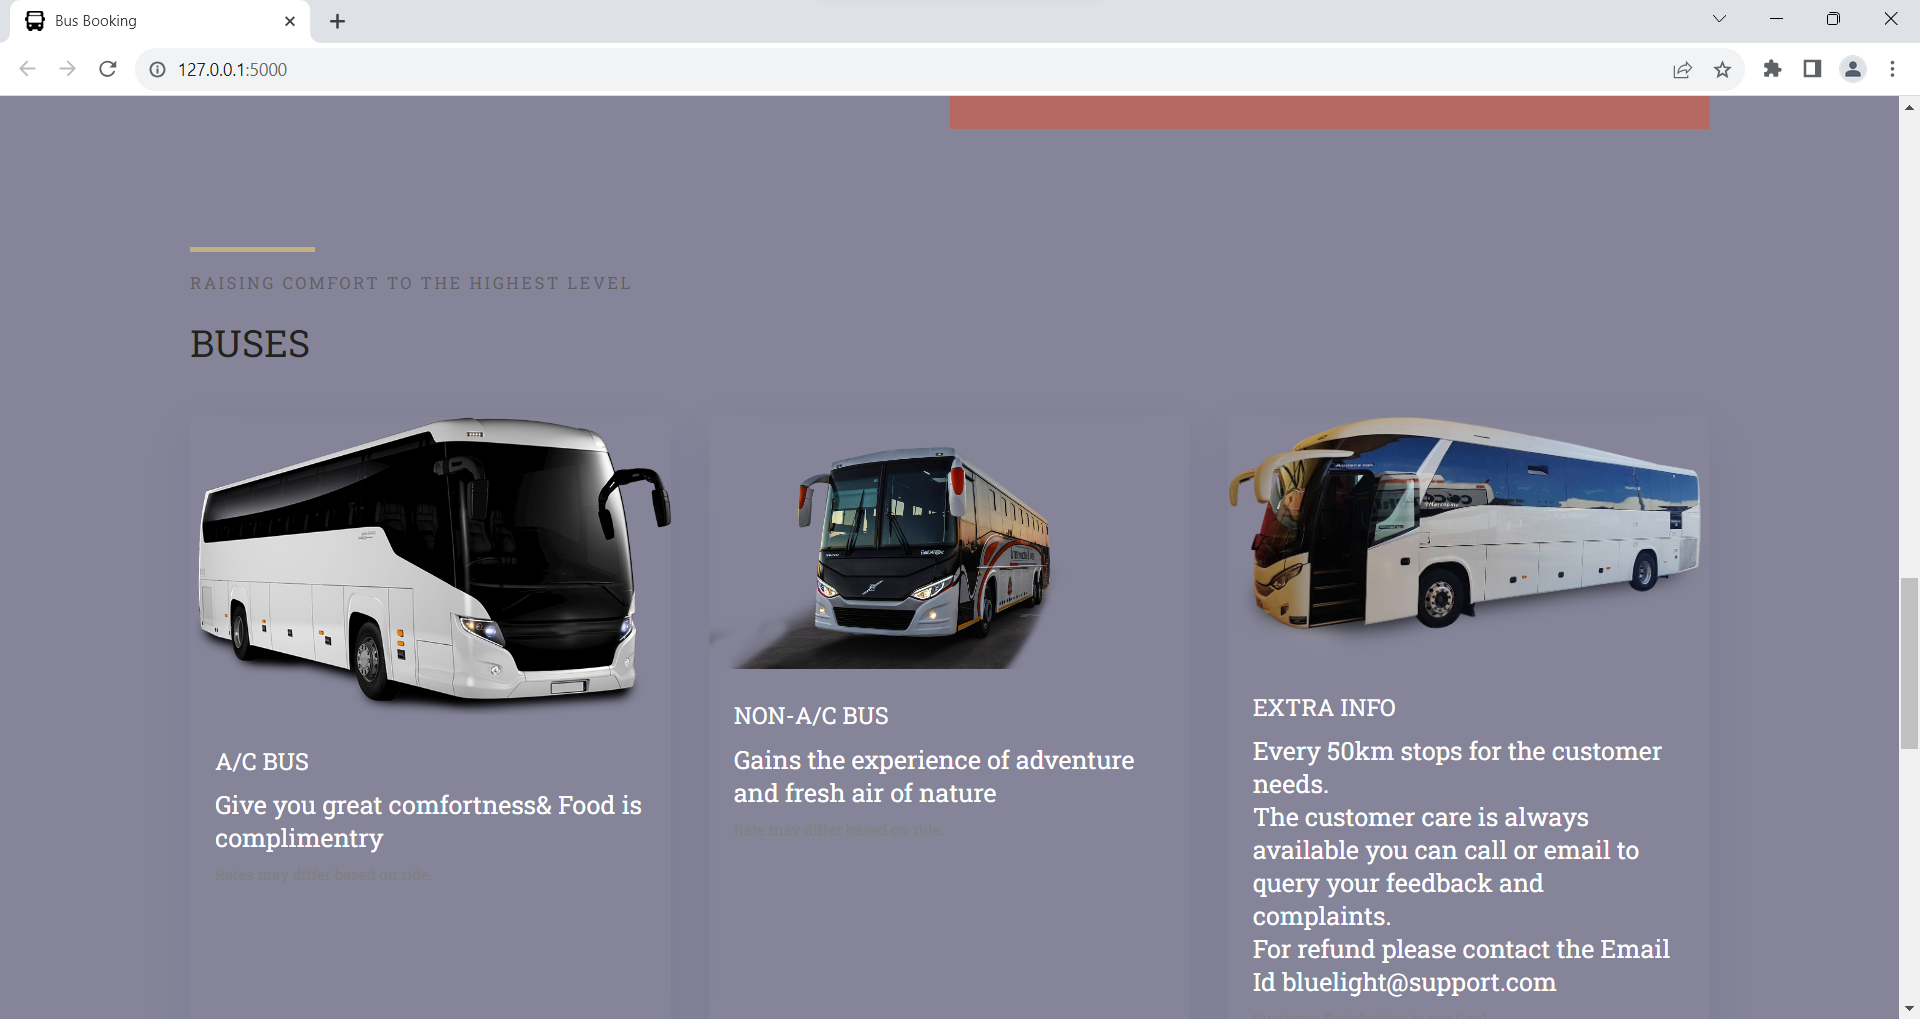 Bus Booking
127.0.0.1:5000
RAISING COMFORT TO THE HIGHEST LEVEL
BUSES
A/C BUS
Give you great comfortness& Food is
complimentry
Rates may differ based on ride.
NON-A/C BUS
Gains the experience of adventure
and fresh air of nature
Rate may differ based on ride.
EXTRA INFO
Every 50km stops for the customer
needs.
The customer care is always
available you can call or email to
query your feedback and
complaints.
For refund please contact the Email
Id bluelight@support.com